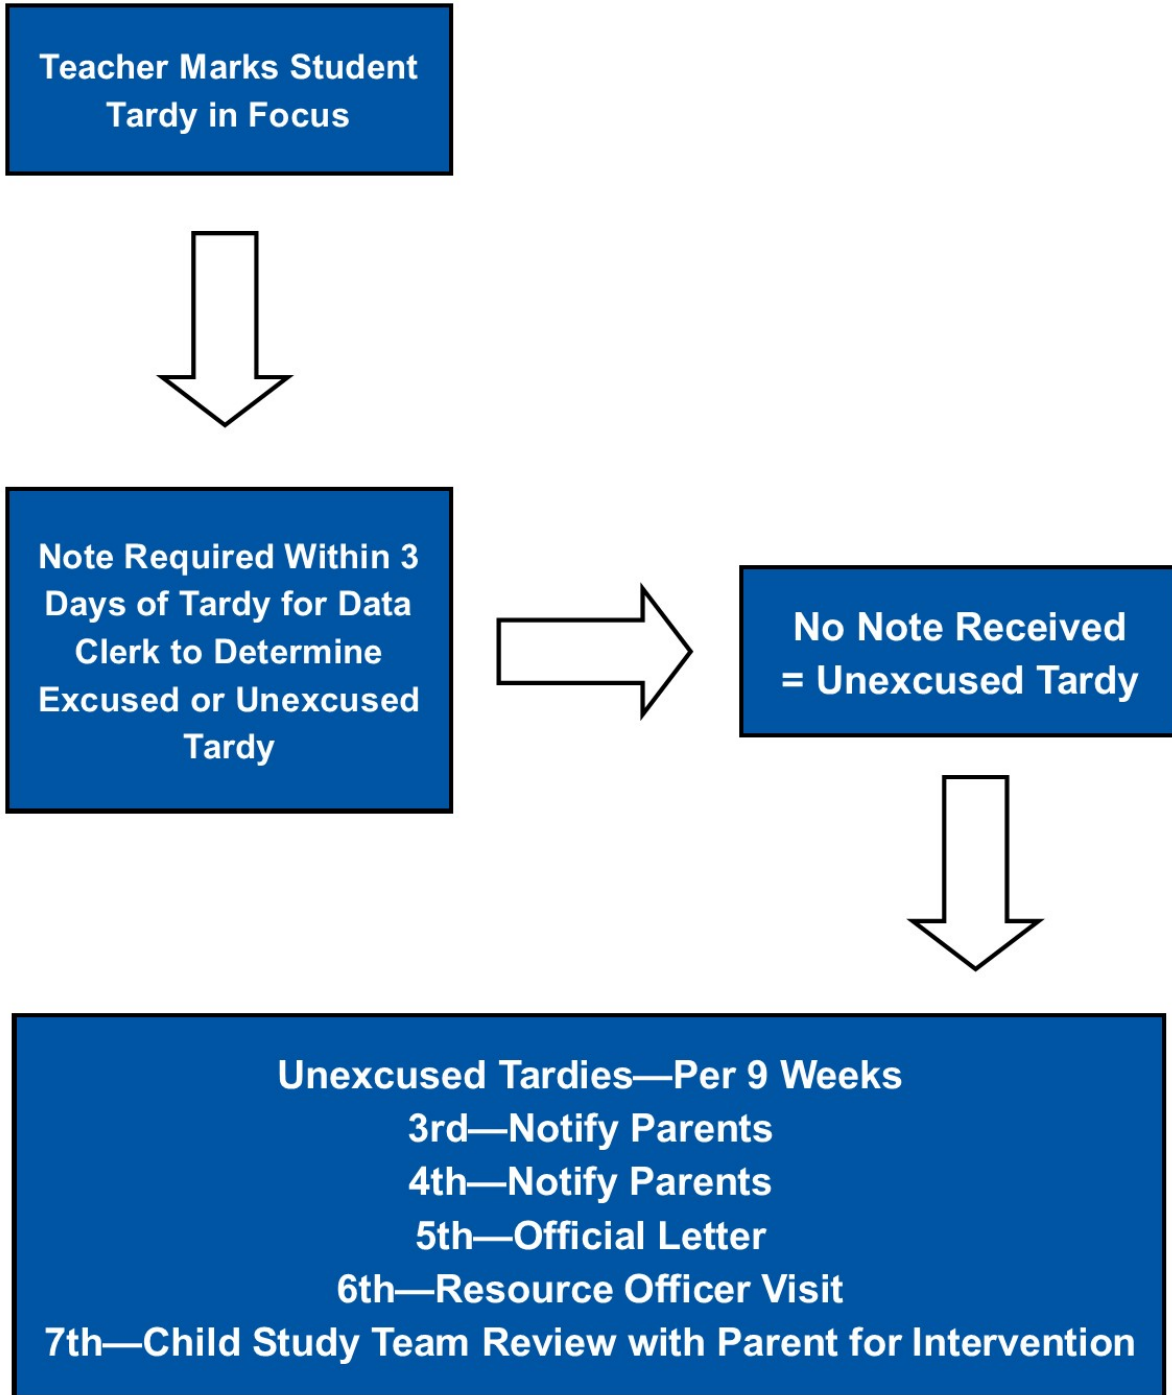 Teacher Marks Student
Tardy in Focus
Note Required Within 3
Days of Tardy for Data
Clerk to Determine
Excused or Unexcused
Tardy
No Note Received
= Unexcused Tardy
Unexcused Tardies—Per 9 Weeks
3rd—Notify Parents
4th—Notify Parents
5th—Official Letter
6th—Resource Officer Visit
7th—Child Study Team Review with Parent for Intervention